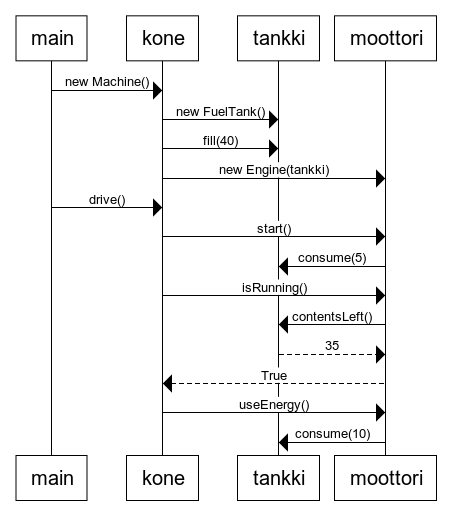 main kone tankki moottori
new Machine()
new FuelTank()
fill(40)
new Engine(tankki)
drive()
start()
consume(5)
isRunning()
contentsLeft()
35
True
useEnergy()
consume(10)
main kone tankki moottori